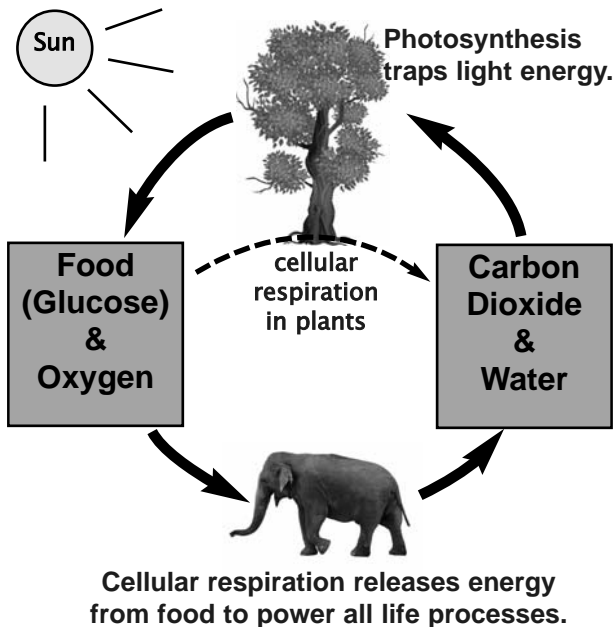 Sun
Photosynthesis
traps light energy.
Food
(Glucose)
&
Oxygen
cellular
respiration
in plants
Carbon
Dioxide
&
Water
Cellular respiration releases energy
from food to power all life processes.